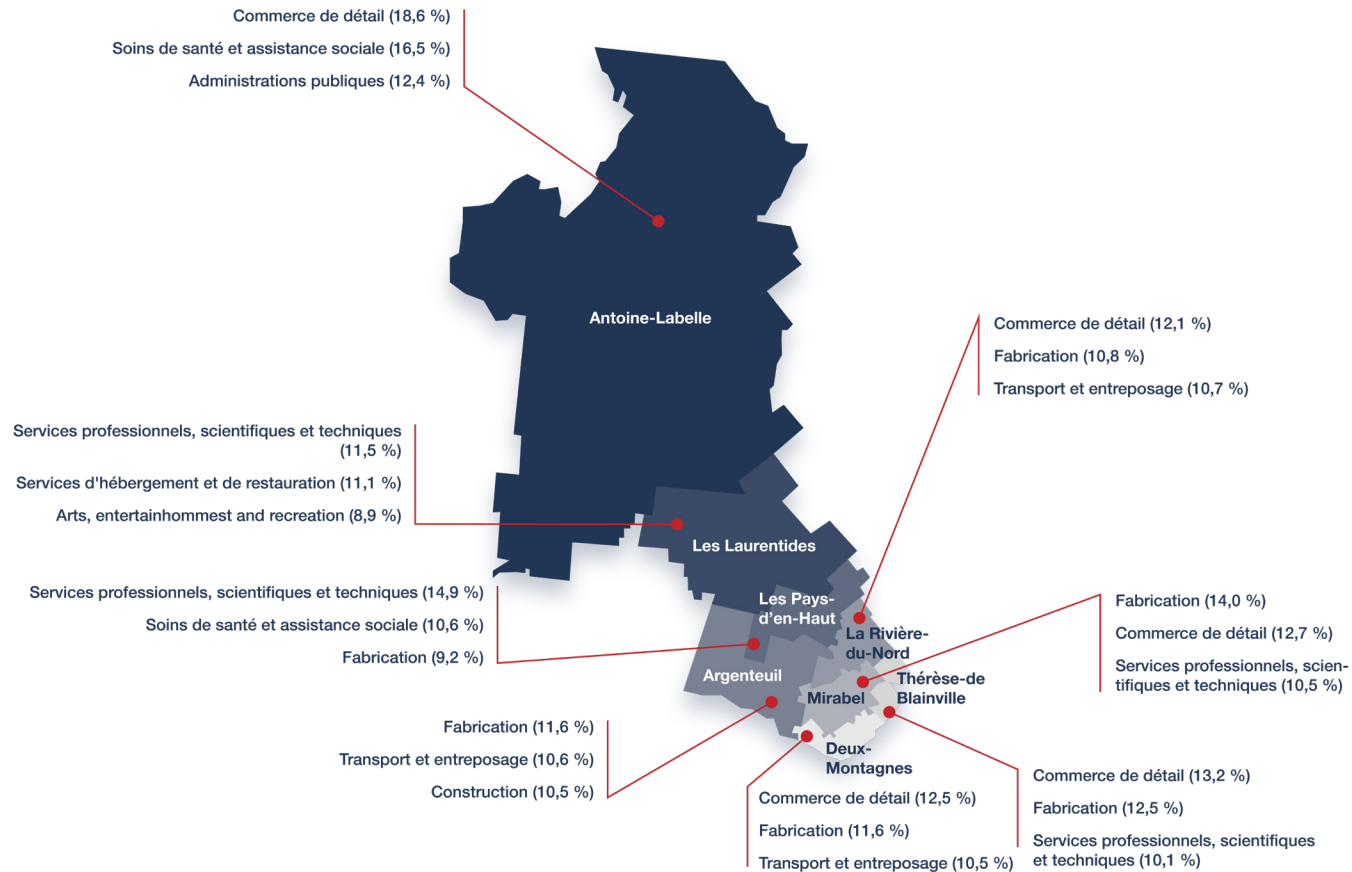 Commerce de détail (18,6 %)
Soins de santé et assistance sociale (16,5 %)
Administrations publiques (12,4 %)
Antoine-Labelle
Commerce de détail (12,1 %)
Fabrication (10,8 %)
Transport et entreposage (10,7 %)
Services professionnels, scientifiques et techniques
(11,5 %)
Services d'hébergement et de restauration (11,1 %)
Arts, entertainhommest and recreation (8,9 %)
Les Laurentides
Services professionnels, scientifiques et techniques (14,9 %)
Soins de santé et assistance sociale (10,6 %)
Fabrication (9,2 %)
Les Pays-
d'en-Haut
La Rivière-
du-Nord
Fabrication (14,0 %)
Commerce de détail (12,7 %)
Services professionnels, scien-
tifiques et techniques (10,5 %)
Argenteuil
Mirabel
Thérèse-de
Blainville
Fabrication (11,6 %)
Transport et entreposage (10,6 %)
Construction (10,5 %)
Deux-
Montagnes
Commerce de détail (12,5 %)
Fabrication (11,6 %)
Transport et entreposage (10,5 %)
Commerce de détail (13,2 %)
Fabrication (12,5 %)
Services professionnels, scientifiques
et techniques (10,1 %)